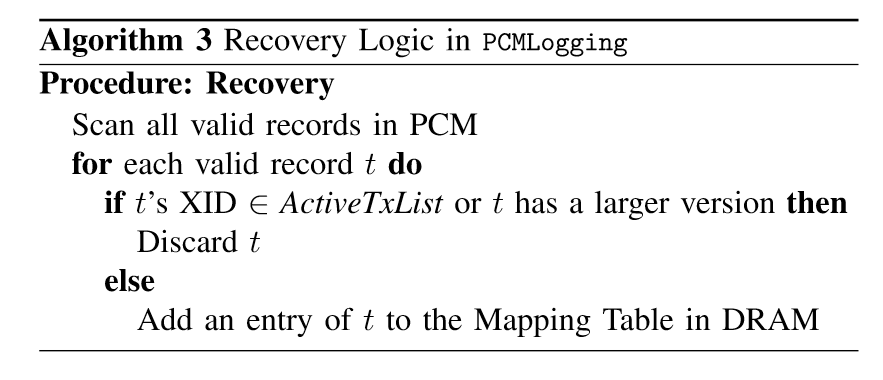 Algorithm 3 Recovery Logic in PCMLogging
Procedure: Recovery
Scan all valid records in PCM
for each valid record t do
if t's XID ∈ ActiveTxList or t has a larger version then
Discard t
else
Add an entry of t to the Mapping Table in DRAM